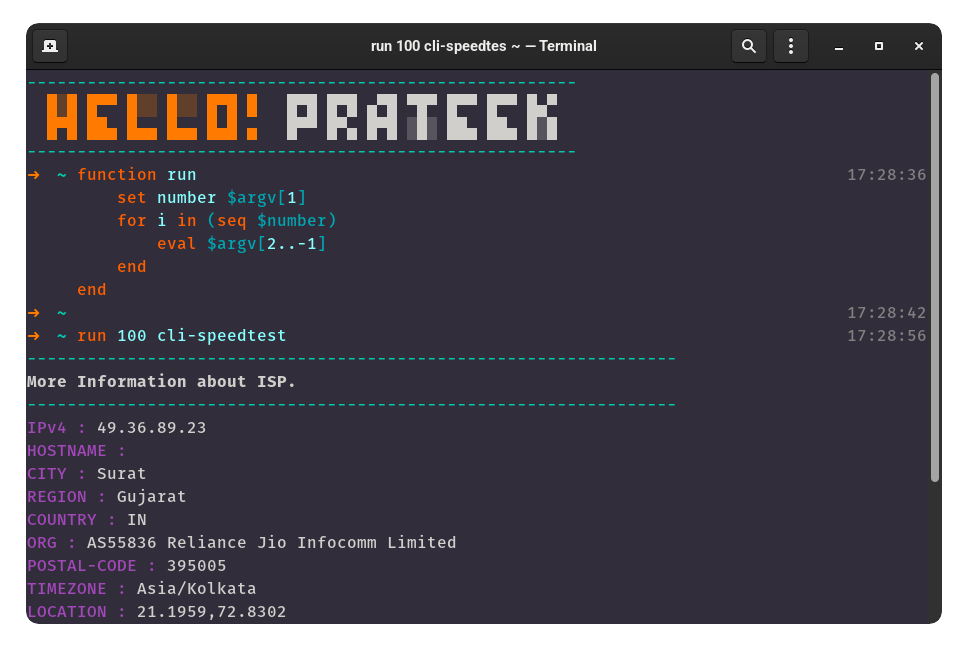 run 100 cli-speedtes ~ — Terminal
-------------------------------------------------------
HELLO! PRATEEK
-------------------------------------------------------
→ ~ function run 17:28:36
set number $argv[1]
for i in (seq $number)
eval $argv[2..-1]
end
end
→ ~ 17:28:42
→ ~ run 100 cli-speedtest 17:28:56
-----------------------------------------------------------------
More Information about ISP.
-----------------------------------------------------------------
IPv4 : 49.36.89.23
HOSTNAME :
CITY : Surat
REGION : Gujarat
COUNTRY : IN
ORG : AS55836 Reliance Jio Infocomm Limited
POSTAL-CODE : 395005
TIMEZONE : Asia/Kolkata
LOCATION : 21.1959,72.8302